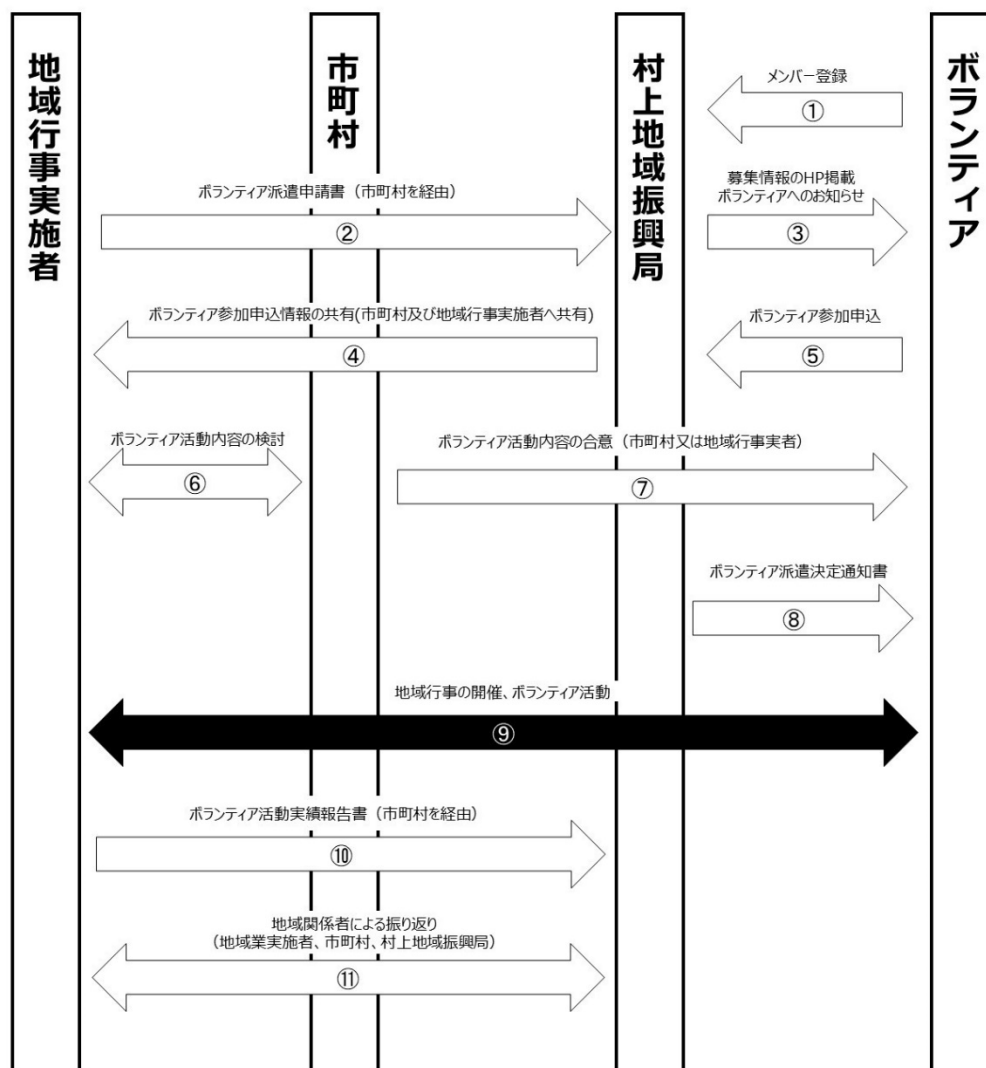 地域行事実施者
市町村
村上地域振興局
ボランティア
メンバー登録
①
ボランティア派遣申請書（市町村を経由）
②
募集情報のHP掲載
ボランティアへのお知らせ
③
ボランティア参加申込情報の共有(市町村及び地域行事実施者へ共有)
④
ボランティア参加申込
⑤
ボランティア活動内容の検討
⑥
ボランティア活動内容の合意（市町村又は地域行事実者）
⑦
ボランティア派遣決定通知書
⑧
地域行事の開催、ボランティア活動
⑨
ボランティア活動実績報告書（市町村を経由）
⑩
地域関係者による振り返り
（地域業実施者、市町村、村上地域振興局）
⑪